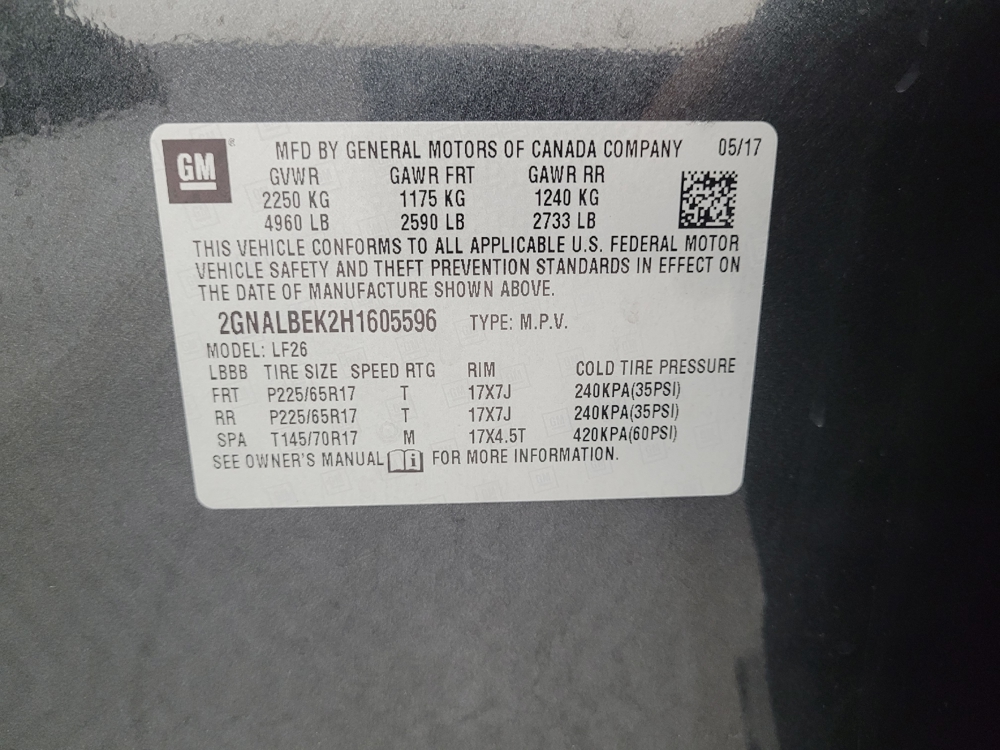 GM ® MFD BY GENERAL MOTORS OF CANADA COMPANY 05/17
GVWR GAWR FRT GAWR RR
2250 KG 1175 KG 1240 KG
4960 LB 2590 LB 2733 LB
THIS VEHICLE CONFORMS TO ALL APPLICABLE U.S. FEDERAL MOTOR
VEHICLE SAFETY AND THEFT PREVENTION STANDARDS IN EFFECT ON
THE DATE OF MANUFACTURE SHOWN ABOVE.
2GNALBEK2H1605596 TYPE: M.P.V.
MODEL: LF26
LBBB TIRE SIZE SPEED RTG RIM COLD TIRE PRESSURE
FRT P225/65R17 T 17X7J 240KPA(35PSI)
RR P225/65R17 T 17X7J 240KPA(35PSI)
SPA T145/70R17 M 17X4.5T 420KPA(60PSI)
SEE OWNER'S MANUAL i FOR MORE INFORMATION.